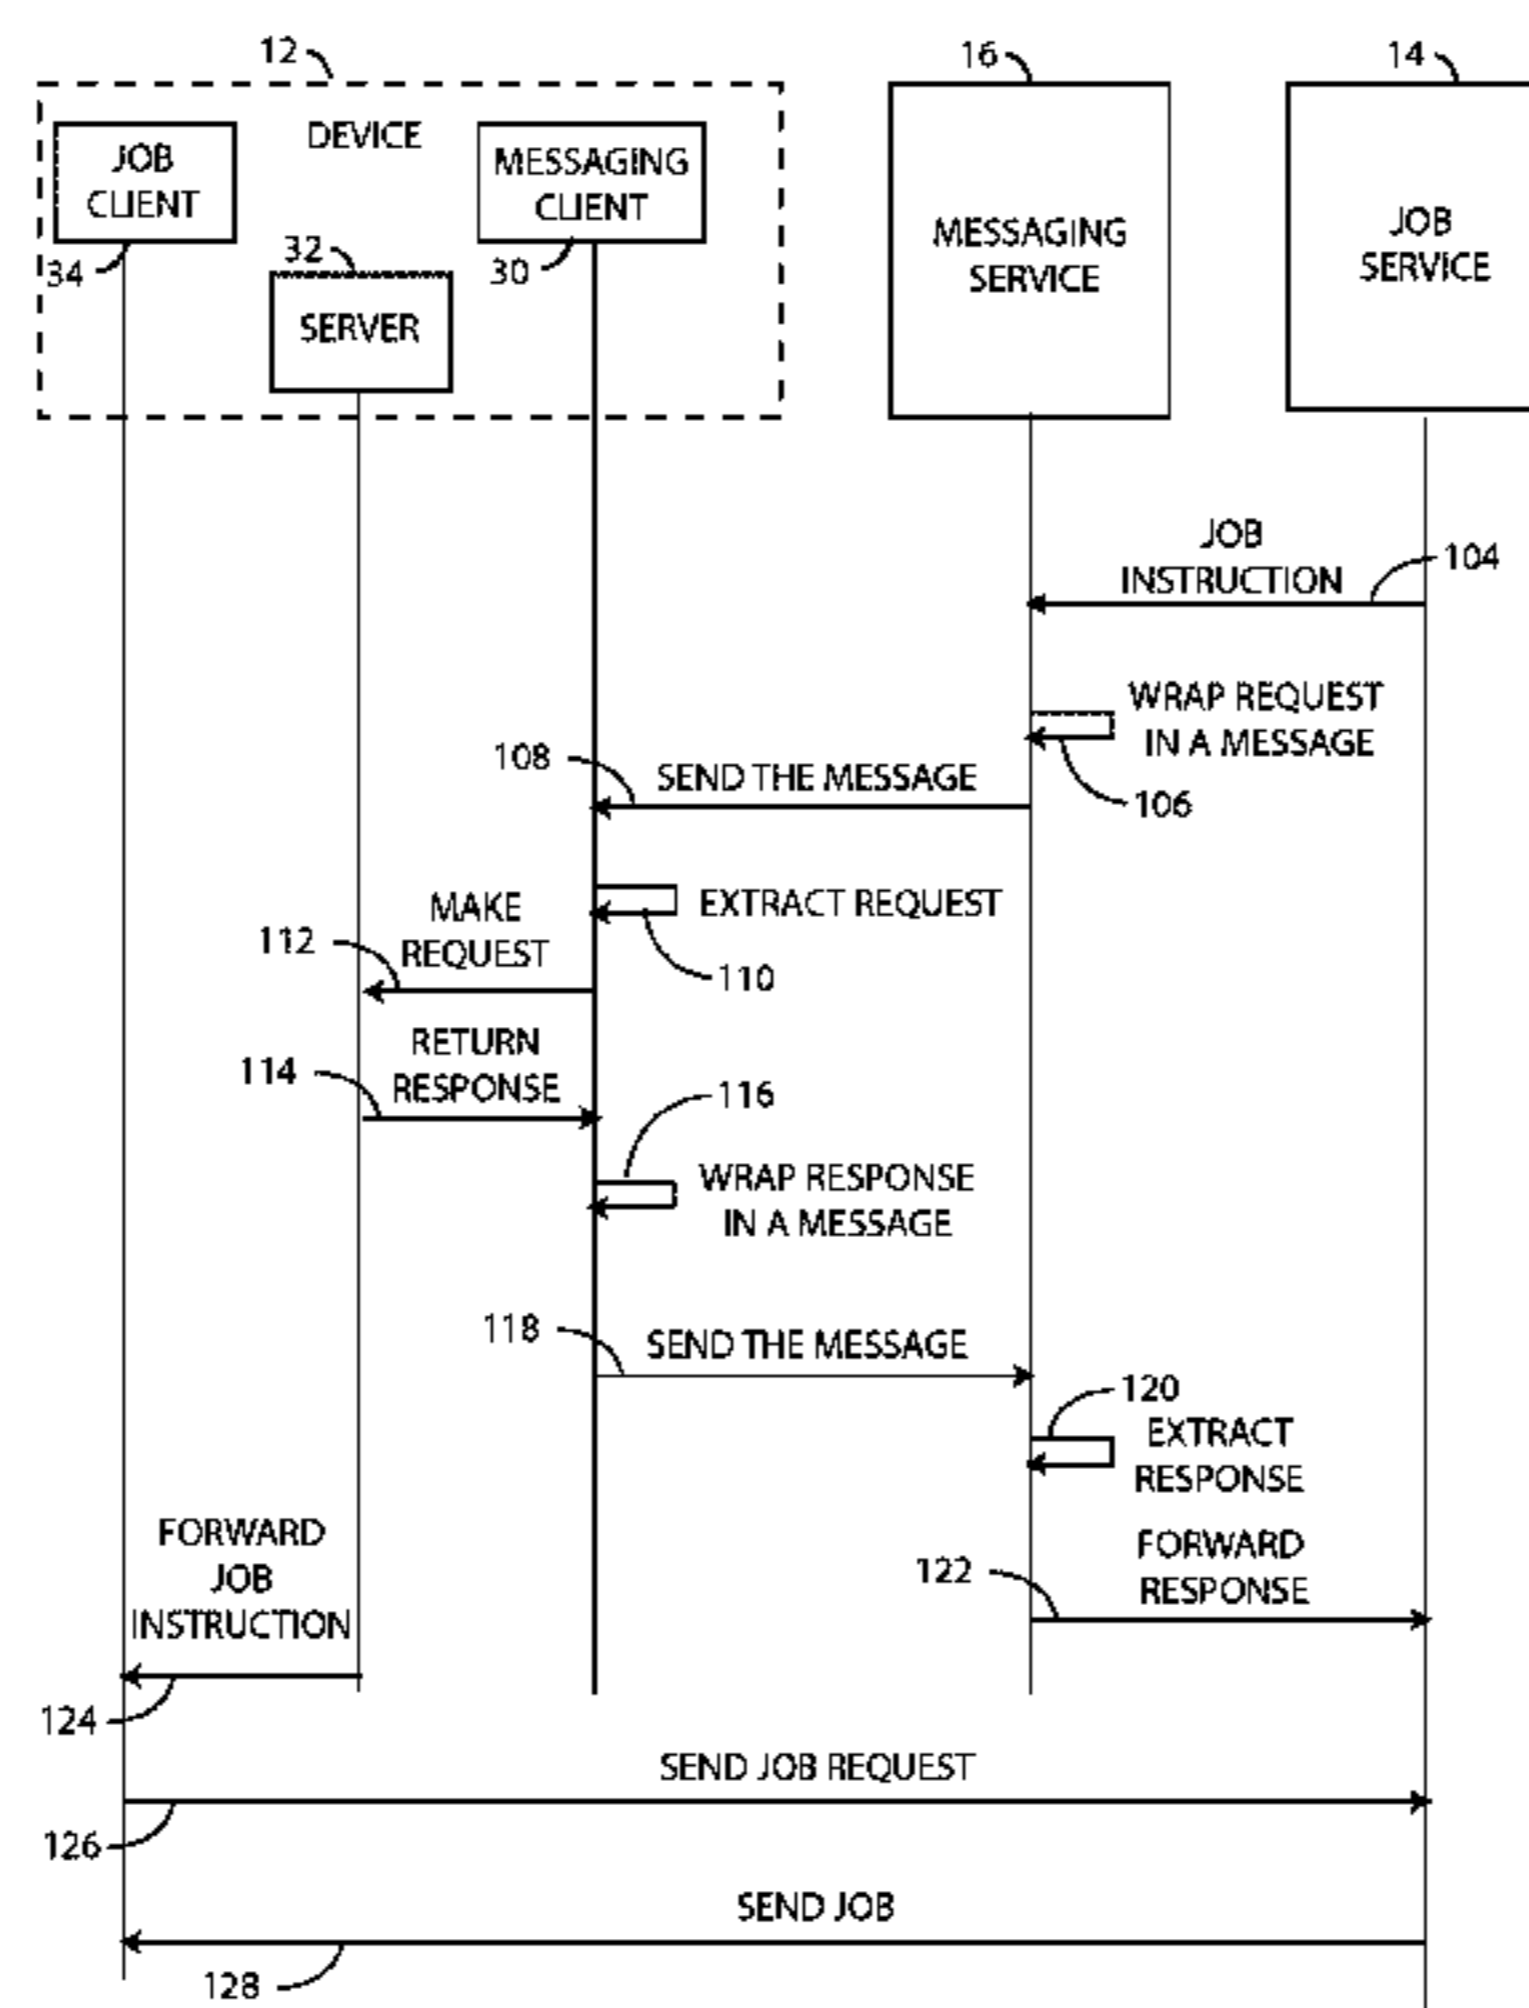 12
16
14
DEVICE
JOB
CLIENT
MESSAGING
CLIENT
34
32
30
SERVER
MESSAGING
SERVICE
JOB
SERVICE
JOB
INSTRUCTION
104
WRAP REQUEST
IN A MESSAGE
106
108
SEND THE MESSAGE
EXTRACT REQUEST
110
MAKE
REQUEST
112
RETURN
RESPONSE
114
116
WRAP RESPONSE
IN A MESSAGE
118
SEND THE MESSAGE
120
EXTRACT
RESPONSE
FORWARD
RESPONSE
122
FORWARD
JOB
INSTRUCTION
124
SEND JOB REQUEST
126
SEND JOB
128